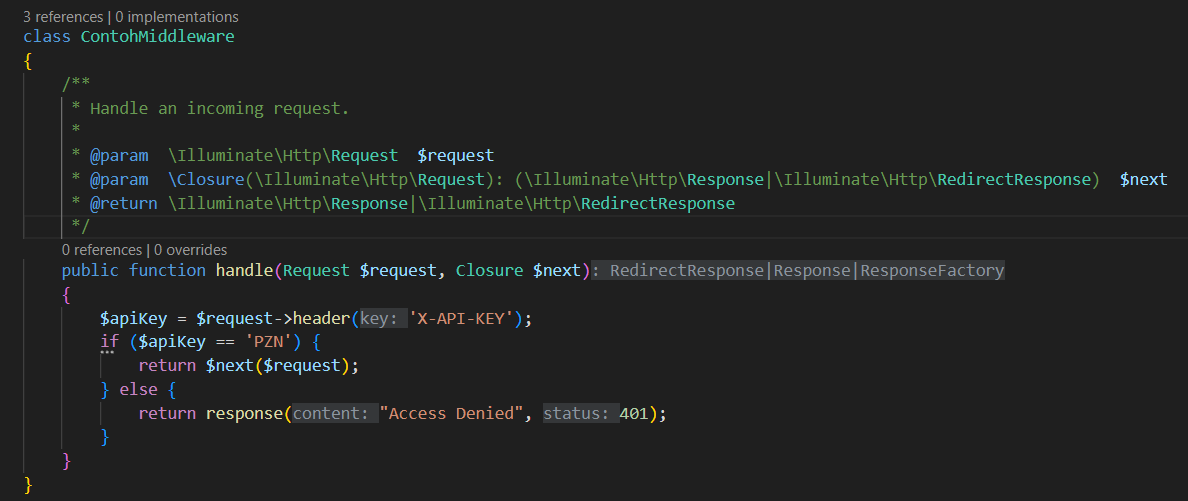 3 references | 0 implementations
class ContohMiddleware
{
    /**
     * Handle an incoming request.
     *
     * @param  \Illuminate\Http\Request  $request
     * @param  \Closure(\Illuminate\Http\Request): (\Illuminate\Http\Response|\Illuminate\Http\RedirectResponse)  $next
     * @return \Illuminate\Http\Response|\Illuminate\Http\RedirectResponse
     */
    0 references | 0 overrides
    public function handle(Request $request, Closure $next): RedirectResponse|Response|ResponseFactory
    {
        $apiKey = $request->header(key: 'X-API-KEY');
        if ($apiKey == 'PZN') {
            return $next($request);
        } else {
            return response(content: "Access Denied", status: 401);
        }
    }
}